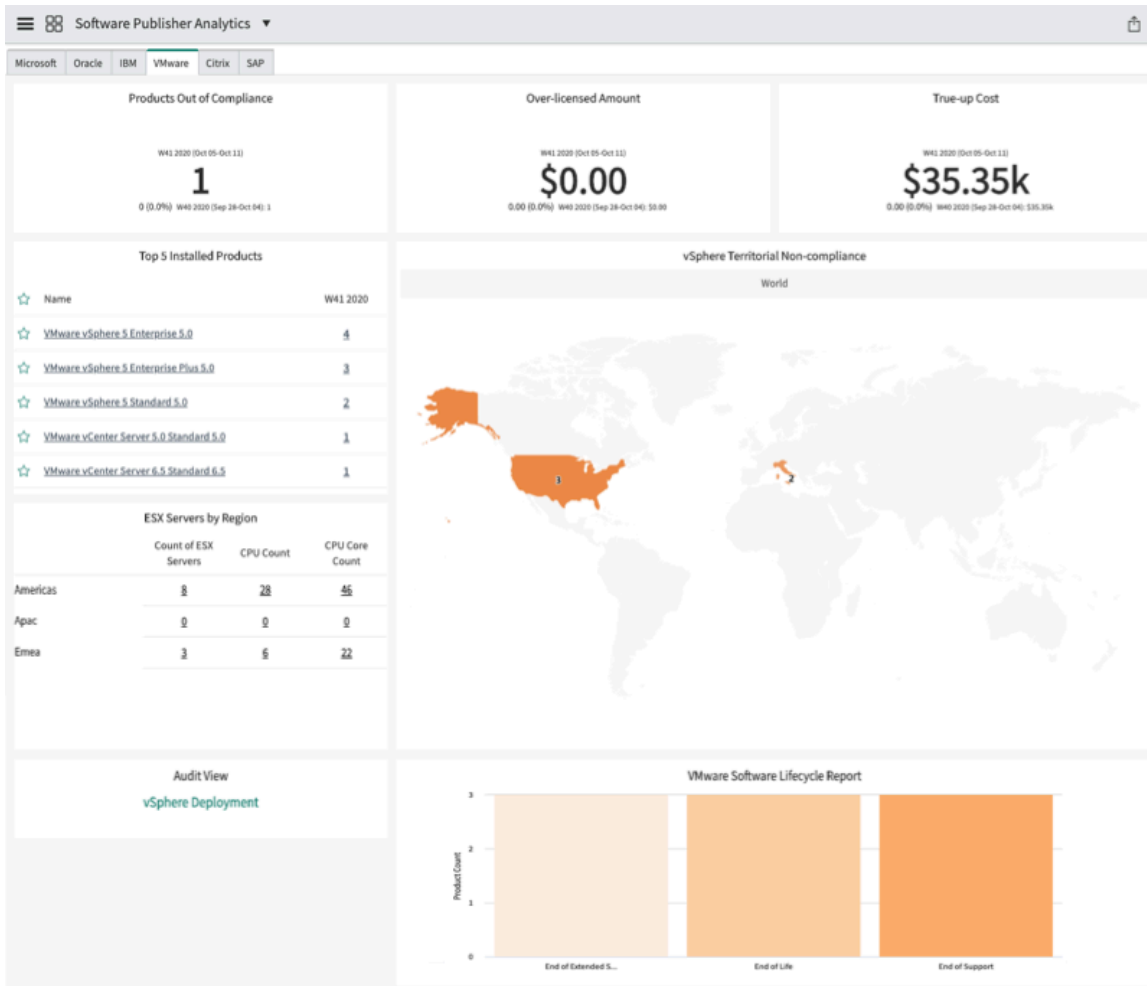 Software Publisher Analytics ▼
Microsoft Oracle IBM VMware Citrix SAP
Products Out of Compliance
W41 2020 (Oct 05-Oct 11)
1
0 (0.0%) W40 2020 (Sep 28-Oct 04): 1
Over-licensed Amount
W41 2020 (Oct 05-Oct 11)
$0.00
0.00 (0.0%) W40 2020 (Sep 28-Oct 04): $0.00
True-up Cost
W41 2020 (Oct 05-Oct 11)
$35.35k
0.00 (0.0%) W40 2020 (Sep 28-Oct 04): $35.35k
Top 5 Installed Products
Name W41 2020
VMware vSphere 5 Enterprise 5.0 4
VMware vSphere 5 Enterprise Plus 5.0 3
VMware vSphere 5 Standard 5.0 2
VMware vCenter Server 5.0 Standard 5.0 1
VMware vCenter Server 6.5 Standard 6.5 1
vSphere Territorial Non-compliance
World
2
ESX Servers by Region
Count of ESX Servers CPU Count CPU Core Count
Americas 8 28 46
Apac 0 0 0
Emea 3 6 22
Audit View
vSphere Deployment
VMware Software Lifecycle Report
Product Count
3
2
1
0
End of Extended S... End of Life End of Support